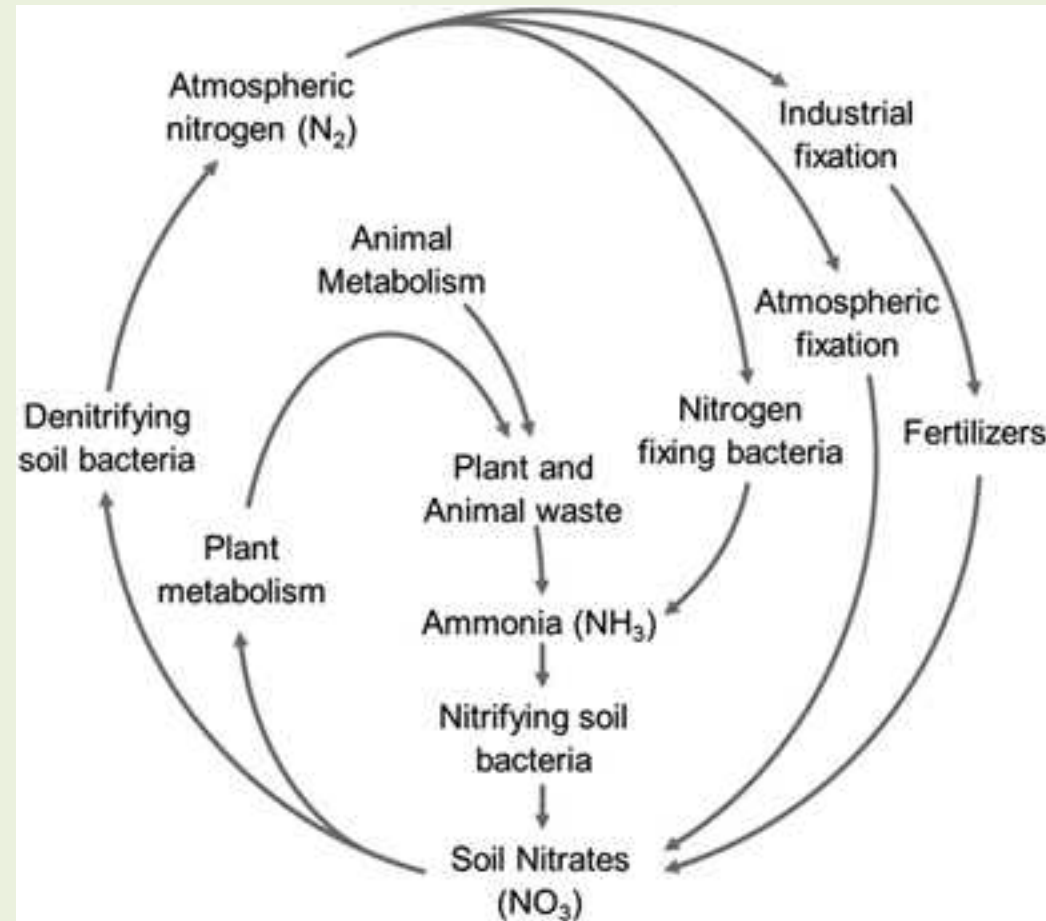 Atmospheric
nitrogen (N₂)
Industrial
fixation
Animal
Metabolism
Atmospheric
fixation
Denitrifying
soil bacteria
Nitrogen
fixing bacteria
Fertilizers
Plant and
Animal waste
Plant
metabolism
Ammonia (NH₃)
Nitrifying soil
bacteria
Soil Nitrates
(NO₃)